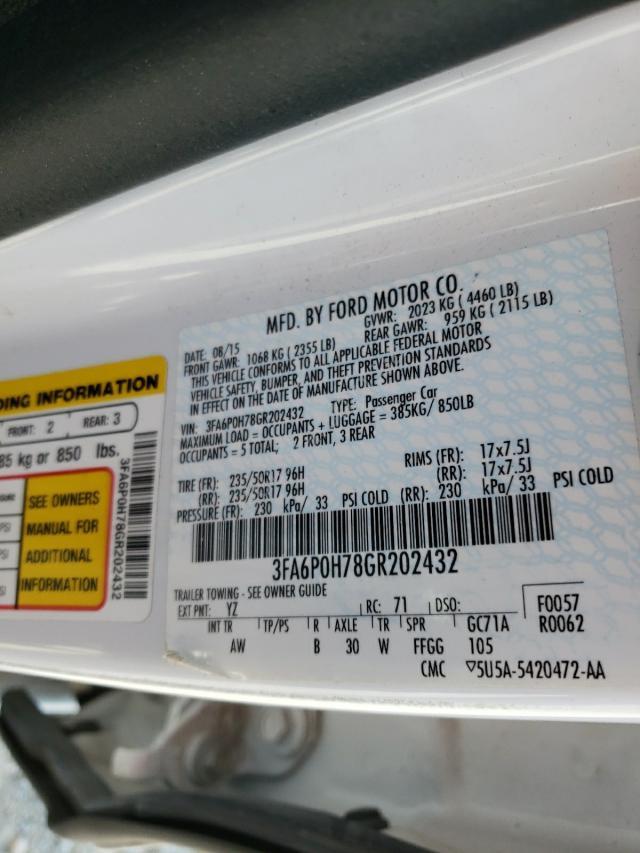 MFD. BY FORD MOTOR CO.
DATE: 08/15 GVWR: 2023 KG ( 4460 LB)
FRONT GAWR: 1068 KG ( 2355 LB) REAR GAWR: 959 KG ( 2115 LB)
THIS VEHICLE CONFORMS TO ALL APPLICABLE FEDERAL MOTOR
VEHICLE SAFETY, BUMPER, AND THEFT PREVENTION STANDARDS
IN EFFECT ON THE DATE OF MANUFACTURE SHOWN ABOVE.
VIN: 3FA6P0H78GR202432 TYPE: Passenger Car
MAXIMUM LOAD = OCCUPANTS + LUGGAGE = 385KG/ 850LB
OCCUPANTS = 5 TOTAL; 2 FRONT, 3 REAR
TIRE (FR): 235/50R17 96H RIMS (FR): 17x7.5J
(RR): 235/50R17 96H (RR): 17x7.5J
PRESSURE (FR): 230 kPa/ 33 PSI COLD (RR): 230 kPa/ 33 PSI COLD
3FA6P0H78GR202432
TRAILER TOWING - SEE OWNER GUIDE
EXT PNT: YZ RC: 71 DSO: F0057
INT TR TP/PS R AXLE TR SPR GC71A R0062
AW B 30 W FFGG 105
CMC ▽5U5A-5420472-AA
DING INFORMATION
FRONT: 2 REAR: 3
85 kg or 850 lbs.
SEE OWNERS
MANUAL FOR
ADDITIONAL
INFORMATION
3FA6P0H78GR202432